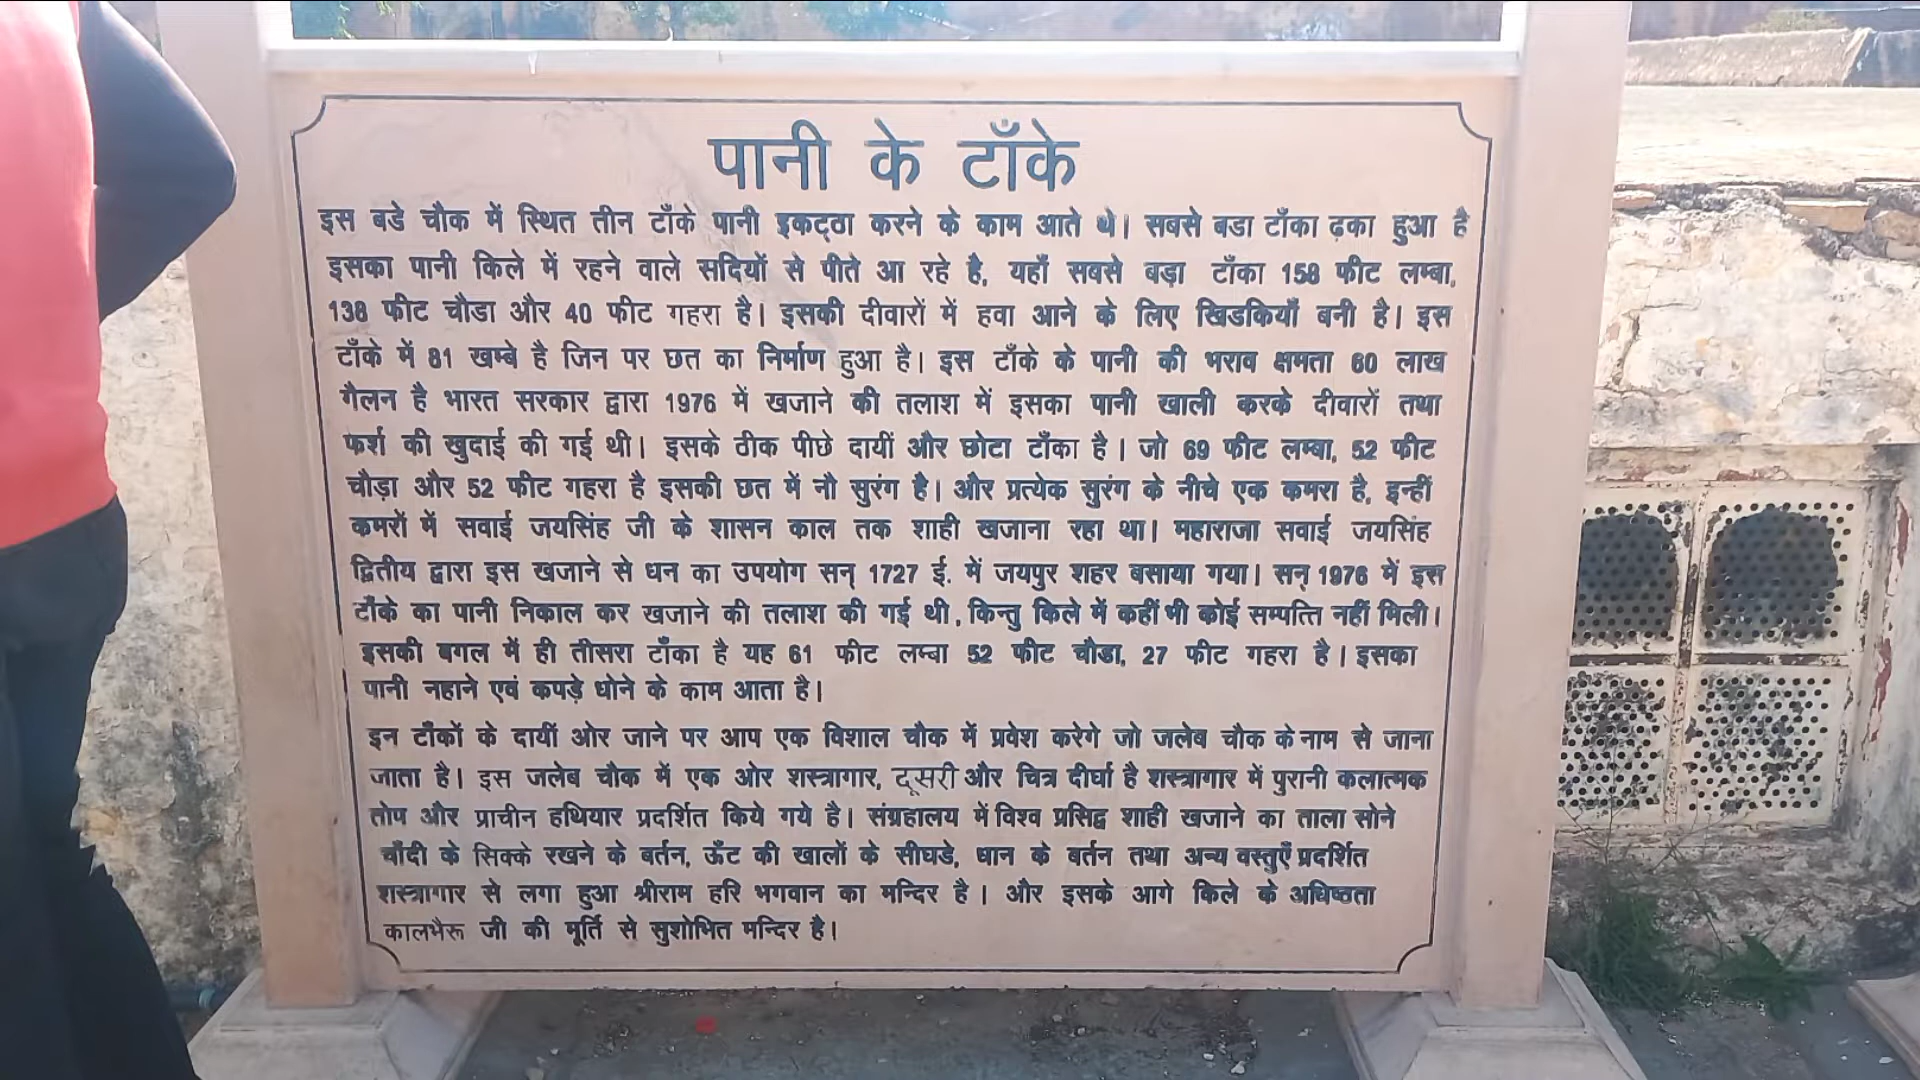 पानी के टाँके
इस बडे चौक में स्थित तीन टाँके पानी इकट्ठा करने के काम आते थे। सबसे बडा टाँका ढ़का हुआ है
इसका पानी किले में रहने वाले सदियों से पीते आ रहे है, यहाँ सबसे बड़ा टाँका 158 फीट लम्बा,
138 फीट चौडा और 40 फीट गहरा है। इसकी दीवारों में हवा आने के लिए खिडकियाँ बनी है। इस
टाँके में 81 खम्बे है जिन पर छत का निर्माण हुआ है। इस टाँके के पानी की भराव क्षमता 60 लाख
गैलन है भारत सरकार द्वारा 1976 में खजाने की तलाश में इसका पानी खाली करके दीवारों तथा
फर्श की खुदाई की गई थी। इसके ठीक पीछे दायीं और छोटा टाँका है। जो 69 फीट लम्बा, 52 फीट
चौड़ा और 52 फीट गहरा है इसकी छत में नौ सुरंग है। और प्रत्येक सुरंग के नीचे एक कमरा है, इन्हीं
कमरों में सवाई जयसिंह जी के शासन काल तक शाही खजाना रहा था। महाराजा सवाई जयसिंह
द्वितीय द्वारा इस खजाने से धन का उपयोग सन् 1727 ई. में जयपुर शहर बसाया गया। सन् 1976 में इस
टाँके का पानी निकाल कर खजाने की तलाश की गई थी, किन्तु किले में कहीं भी कोई सम्पत्ति नहीं मिली।
इसकी बगल में ही तीसरा टाँका है यह 61 फीट लम्बा 52 फीट चौडा, 27 फीट गहरा है। इसका
पानी नहाने एवं कपड़े धोने के काम आता है।
इन टाँकों के दायीं ओर जाने पर आप एक विशाल चौक में प्रवेश करेगे जो जलेब चौक के नाम से जाना
जाता है। इस जलेब चौक में एक ओर शस्त्रागार, दूसरी और चित्र दीर्घा है शस्त्रागार में पुरानी कलात्मक
तोप और प्राचीन हथियार प्रदर्शित किये गये है। संग्रहालय में विश्व प्रसिद्व शाही खजाने का ताला सोने
चाँदी के सिक्के रखने के बर्तन, ऊँट की खालों के सीघडे, धान के बर्तन तथा अन्य वस्तुएँ प्रदर्शित
शस्त्रागार से लगा हुआ श्रीराम हरि भगवान का मन्दिर है। और इसके आगे किले के अधिष्ठता
कालभैरू जी की मूर्ति से सुशोभित मन्दिर है।